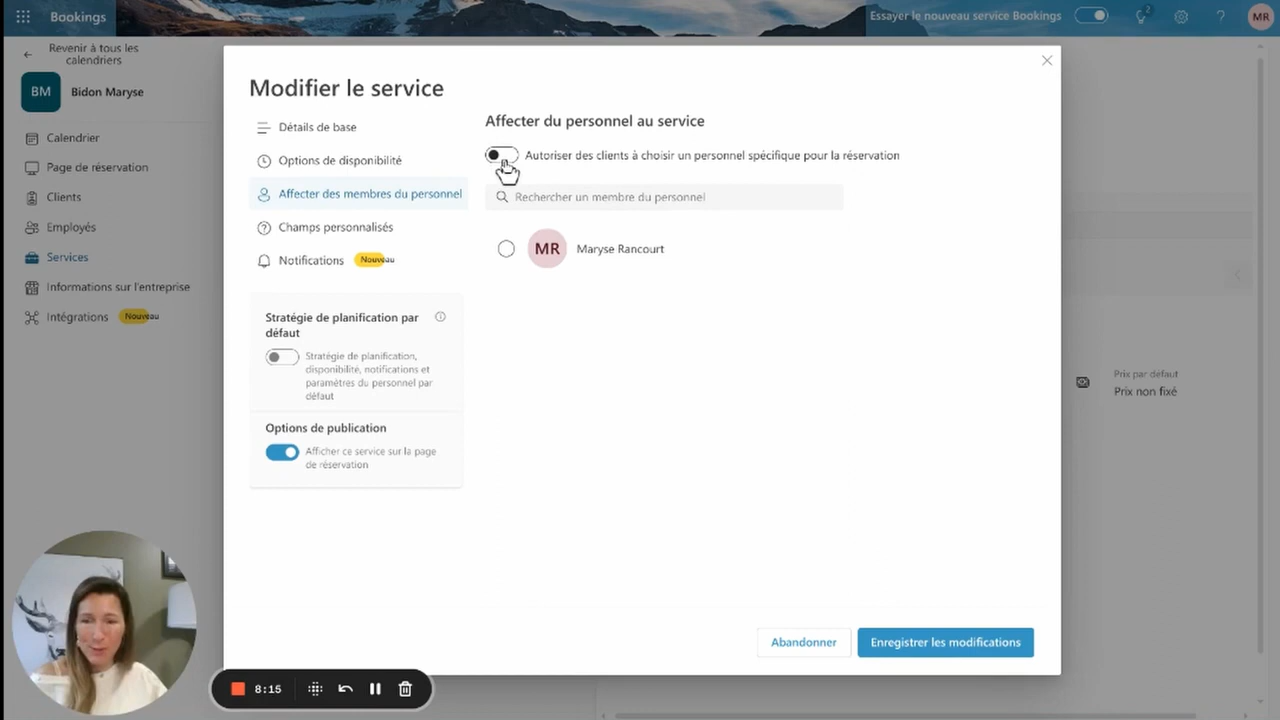 Bookings
Essayer le nouveau service Bookings
2
?
MR
Revenir à tous les
calendriers
BM
Bidon Maryse
Calendrier
Page de réservation
Clients
Employés
Services
Informations sur l'entreprise
Intégrations
Nouveau
Modifier le service
Détails de base
Options de disponibilité
Affecter des membres du personnel
Champs personnalisés
Notifications
Nouveau
Stratégie de planification par
défaut
Stratégie de planification,
disponibilité, notifications et
paramètres du personnel par
défaut
Options de publication
Afficher ce service sur la page
de réservation
Affecter du personnel au service
Autoriser des clients à choisir un personnel spécifique pour la réservation
Rechercher un membre du personnel
MR
Maryse Rancourt
Prix par défaut
Prix non fixé
Abandonner
Enregistrer les modifications
8:15